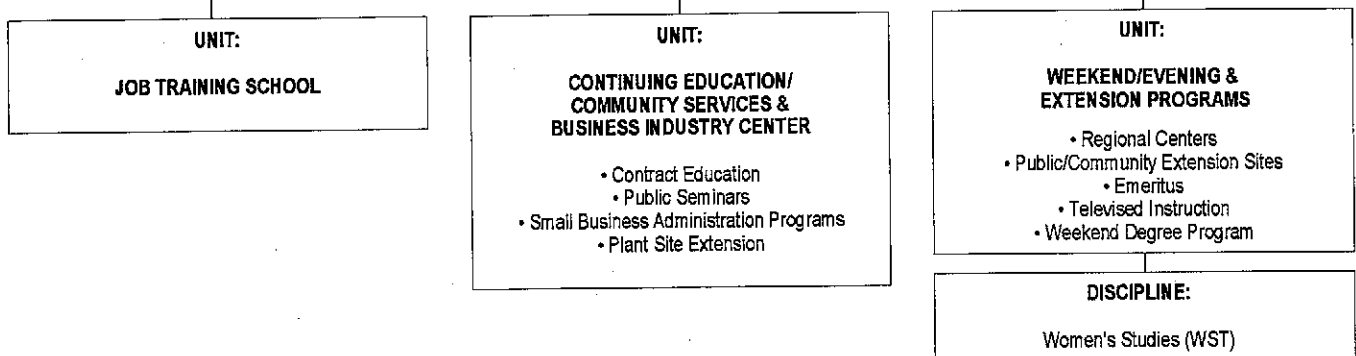 UNIT:
JOB TRAINING SCHOOL
UNIT:
CONTINUING EDUCATION/
COMMUNITY SERVICES &
BUSINESS INDUSTRY CENTER
• Contract Education
• Public Seminars
• Small Business Administration Programs
• Plant Site Extension
UNIT:
WEEKEND/EVENING &
EXTENSION PROGRAMS
• Regional Centers
• Public/Community Extension Sites
• Emeritus
• Televised Instruction
• Weekend Degree Program
DISCIPLINE:
Women's Studies (WST)